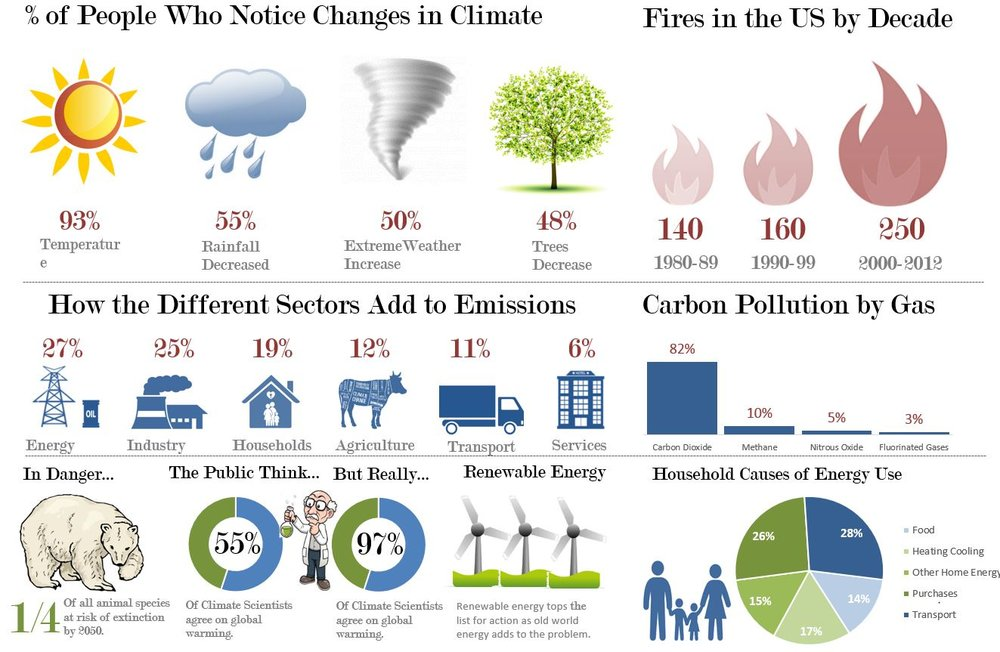 % of People Who Notice Changes in Climate
93%
Temperatur
e
55%
Rainfall
Decreased
50%
ExtremeWeather
Increase
48%
Trees
Decrease
Fires in the US by Decade
140
1980-89
160
1990-99
250
2000-2012
How the Different Sectors Add to Emissions
27%
OIL
Energy
25%
Industry
19%
Households
12%
Agriculture
11%
Transport
6%
HOTEL
Services
Carbon Pollution by Gas
82%
10%
5%
3%
Carbon Dioxide
Methane
Nitrous Oxide
Fluorinated Gases
In Danger...
1/4
Of all animal species
at risk of extinction
by 2050.
The Public Think...
55%
Of Climate Scientists
agree on global
warming.
But Really...
97%
Of Climate Scientists
agree on global
warming.
Renewable Energy
Renewable energy tops the
list for action as old world
energy adds to the problem.
Household Causes of Energy Use
26%
28%
15%
14%
17%
Food
Heating Cooling
Other Home Energy
Purchases
Transport